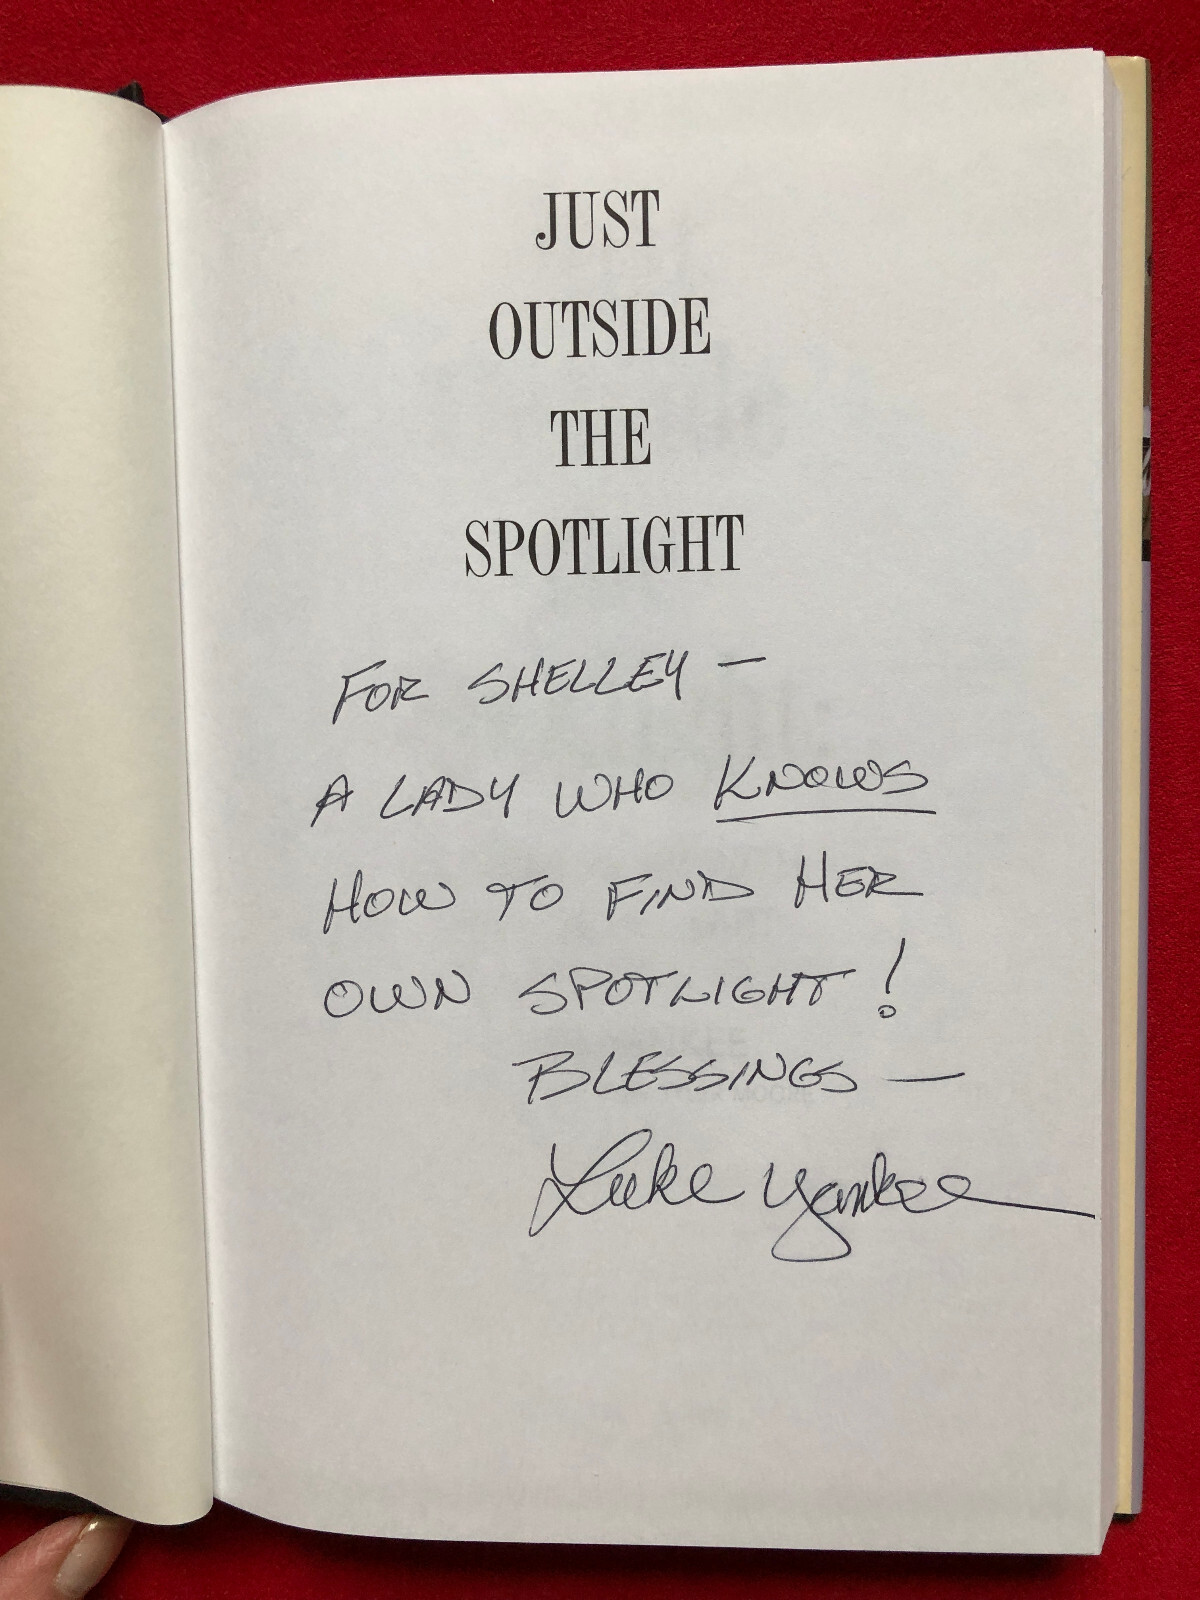 JUST
OUTSIDE
THE
SPOTLIGHT
FOR SHELLEY —
A LADY WHO KNOWS
HOW TO FIND HER
OWN SPOTLIGHT!
BLESSINGS —
Luke Yankee